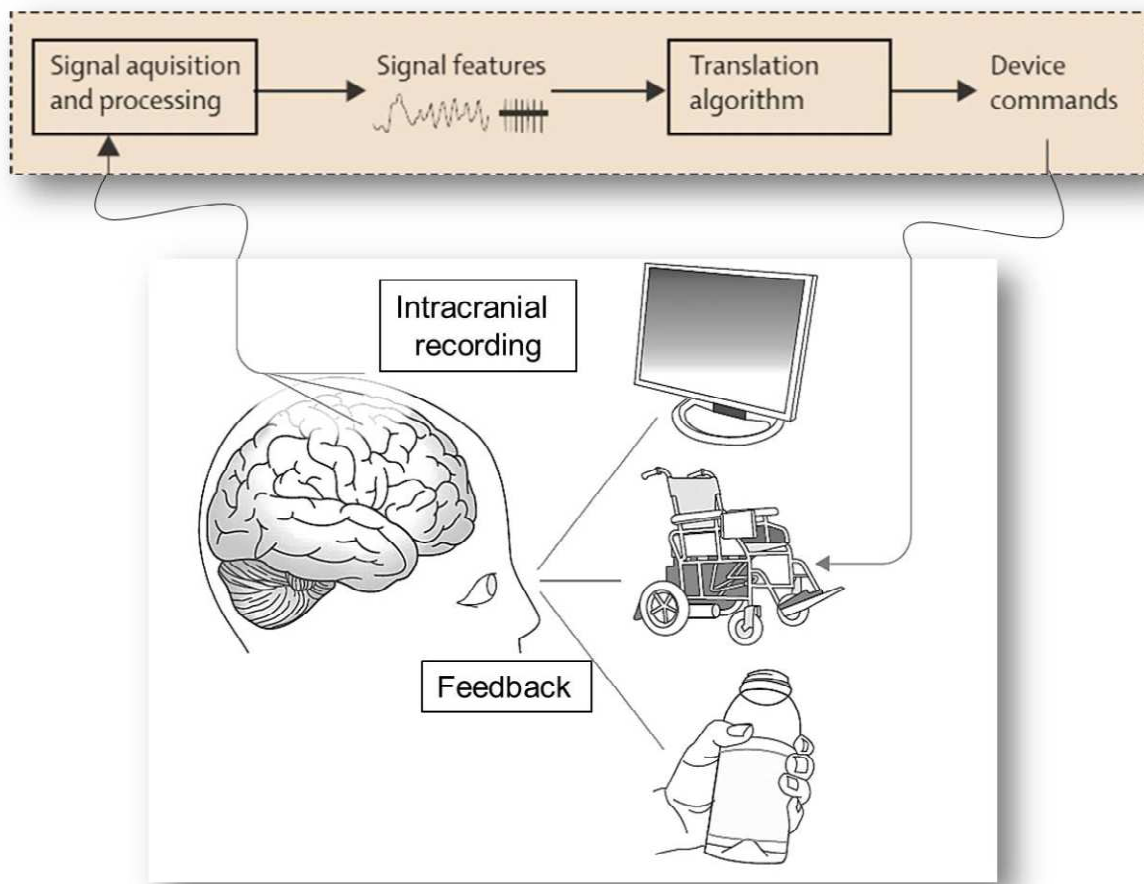 Signal aquisition
and processing
Signal features
Translation
algorithm
Device
commands
Intracranial
recording
Feedback